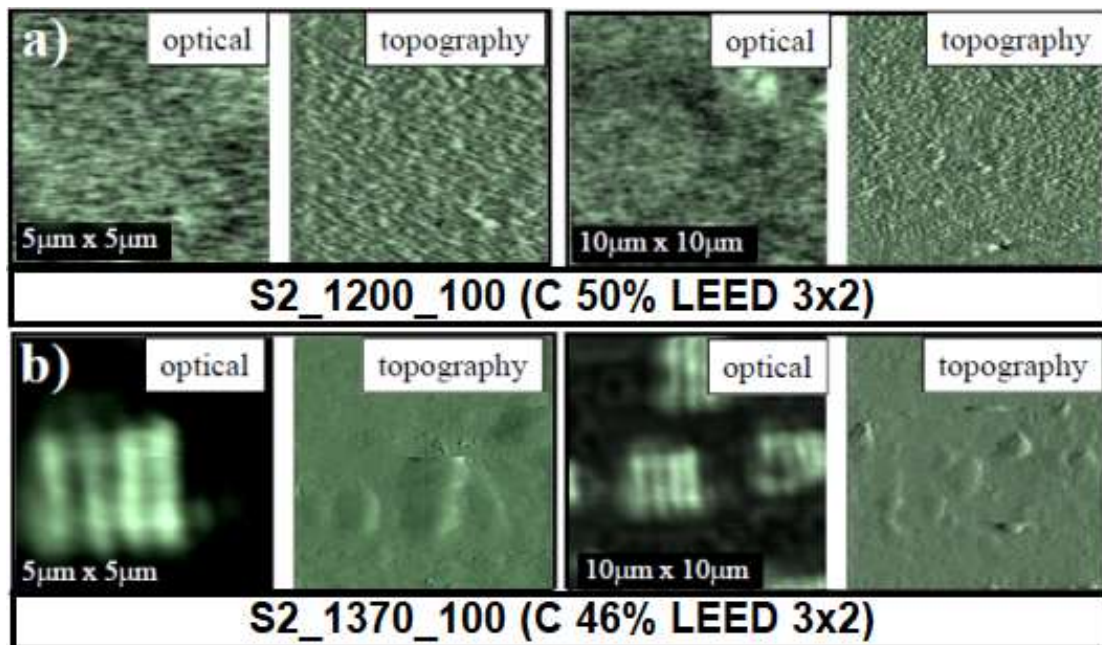 a) optical topography optical topography
5μm x 5μm 10μm x 10μm
S2_1200_100 (C 50% LEED 3x2)
b) optical topography optical topography
5μm x 5μm 10μm x 10μm
S2_1370_100 (C 46% LEED 3x2)